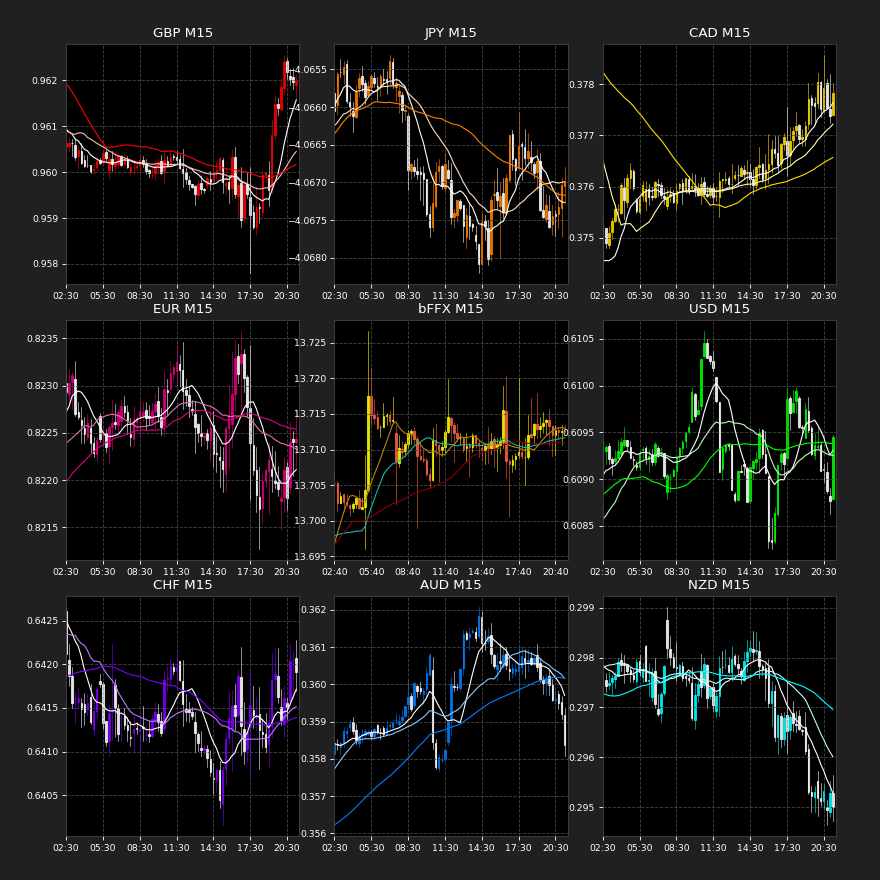 GBP M15
0.962
0.961
0.960
0.959
0.958
02:30 05:30 08:30 11:30 14:30 17:30 20:30
JPY M15
−4.0655
−4.0660
−4.0665
−4.0670
−4.0675
−4.0680
02:30 05:30 08:30 11:30 14:30 17:30 20:30
CAD M15
0.378
0.377
0.376
0.375
02:30 05:30 08:30 11:30 14:30 17:30 20:30
EUR M15
0.8235
0.8230
0.8225
0.8220
0.8215
02:30 05:30 08:30 11:30 14:30 17:30 20:30
bFFX M15
13.725
13.720
13.715
13.710
13.705
13.700
13.695
02:40 05:40 08:40 11:40 14:40 17:40 20:40
USD M15
0.6105
0.6100
0.6095
0.6090
0.6085
02:30 05:30 08:30 11:30 14:30 17:30 20:30
CHF M15
0.6425
0.6420
0.6415
0.6410
0.6405
02:30 05:30 08:30 11:30 14:30 17:30 20:30
AUD M15
0.362
0.361
0.360
0.359
0.358
0.357
0.356
02:30 05:30 08:30 11:30 14:30 17:30 20:30
NZD M15
0.299
0.298
0.297
0.296
0.295
02:30 05:30 08:30 11:30 14:30 17:30 20:30